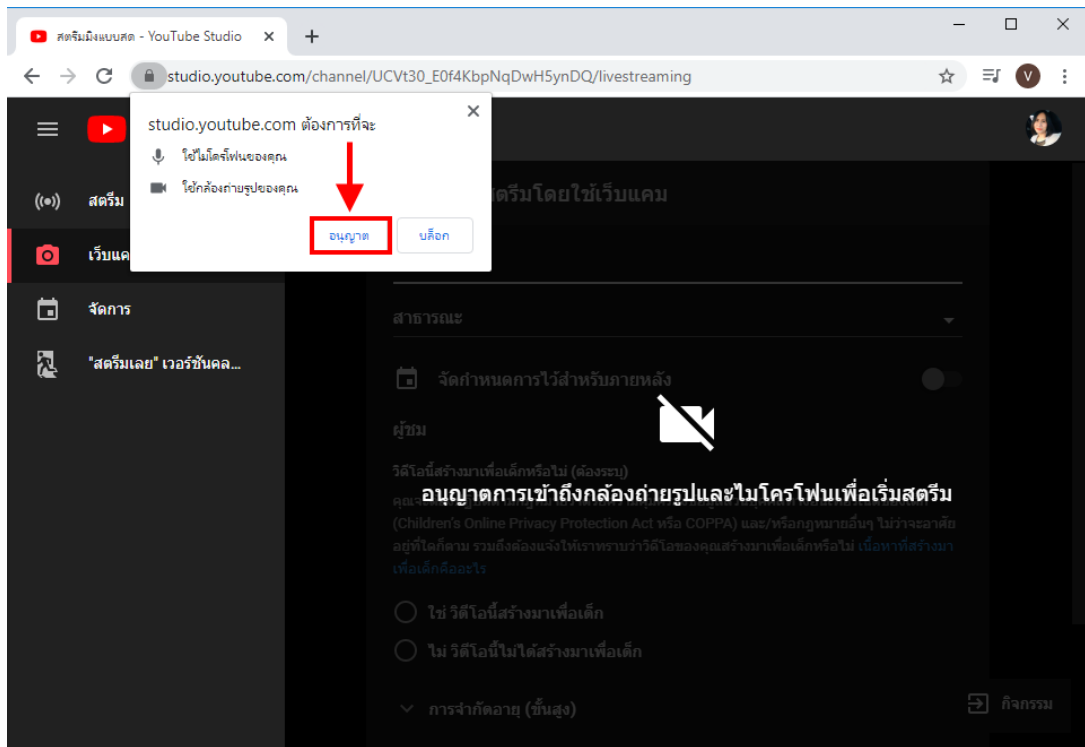 สตรีมมิงแบบสด - YouTube Studio
studio.youtube.com/channel/UCVt30_E0f4KbpNqDwH5ynDQ/livestreaming
V
studio.youtube.com ต้องการที่จะ
ใช้ไมโครโฟนของคุณ
ใช้กล้องถ่ายรูปของคุณ
อนุญาต
บล็อก
สตรีม
เว็บแค
จัดการ
"สตรีมเลย" เวอร์ชันคล...
สตรีมโดยใช้เว็บแคม
สาธารณะ
จัดกำหนดการไว้สำหรับภายหลัง
ผู้ชม
วิดีโอนี้สร้างมาเพื่อเด็กหรือไม่ (ต้องระบุ)
อนุญาตการเข้าถึงกล้องถ่ายรูปและไมโครโฟนเพื่อเริ่มสตรีม
(Children's Online Privacy Protection Act หรือ COPPA) และ/หรือกฎหมายอื่นๆ ไม่ว่าจะอาศัย
อยู่ที่ใดก็ตาม รวมถึงต้องแจ้งให้เราทราบว่าวิดีโอของคุณสร้างมาเพื่อเด็กหรือไม่ เนื้อหาที่สร้างมา
เพื่อเด็กคืออะไร
ใช่ วิดีโอนี้สร้างมาเพื่อเด็ก
ไม่ วิดีโอนี้ไม่ได้สร้างมาเพื่อเด็ก
การจำกัดอายุ (ขั้นสูง)
กิจกรรม